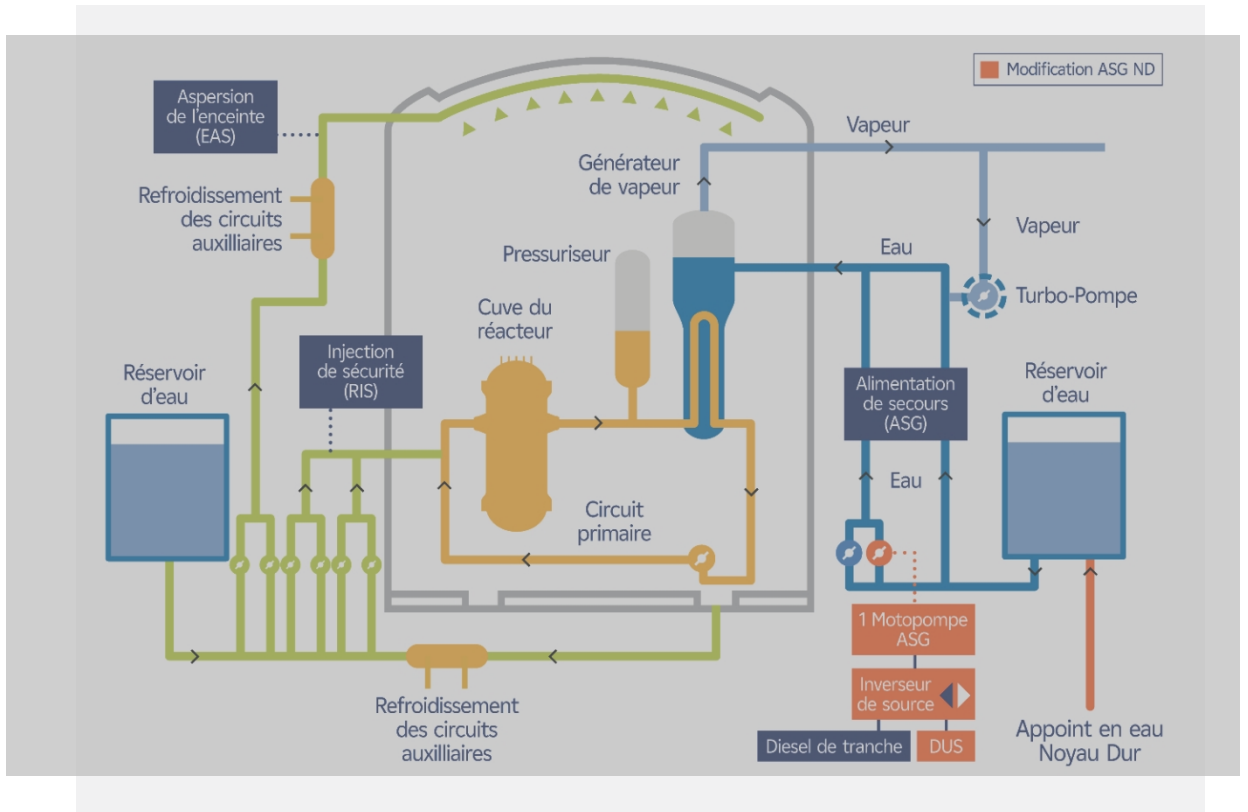 Modification ASG ND
Aspersion
de l'enceinte
(EAS)
Vapeur
Générateur
de vapeur
Refroidissement
des circuits
auxilliaires
Vapeur
Pressuriseur
Eau
Turbo-Pompe
Cuve du
réacteur
Injection
de sécurité
(RIS)
Réservoir
d'eau
Alimentation
de secours
(ASG)
Réservoir
d'eau
Eau
Circuit
primaire
1 Motopompe
ASG
Inverseur
de source
Refroidissement
des circuits
auxilliaires
Diesel de tranche
DUS
Appoint en eau
Noyau Dur